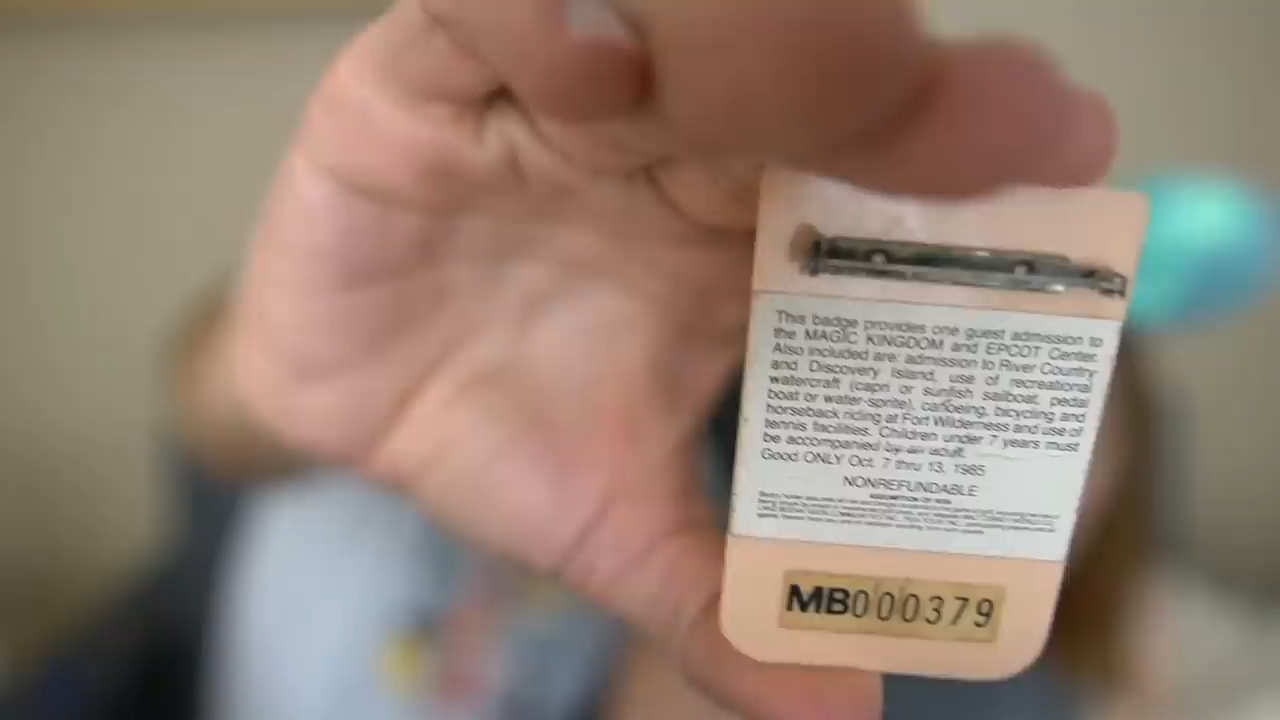 This badge provides one guest admission to
the MAGIC KINGDOM and EPCOT Center.
Also included are: admission to River Country
and Discovery Island, use of recreational
watercraft (capri or sunfish sailboat, pedal
boat or water-sprite), canoeing, bicycling and
horseback riding at Fort Wilderness and use of
tennis facilities. Children under 7 years must
be accompanied by an adult.
Good ONLY Oct. 7 thru 13, 1985
NONREFUNDABLE
ASSUMPTION OF RISK
MB000379